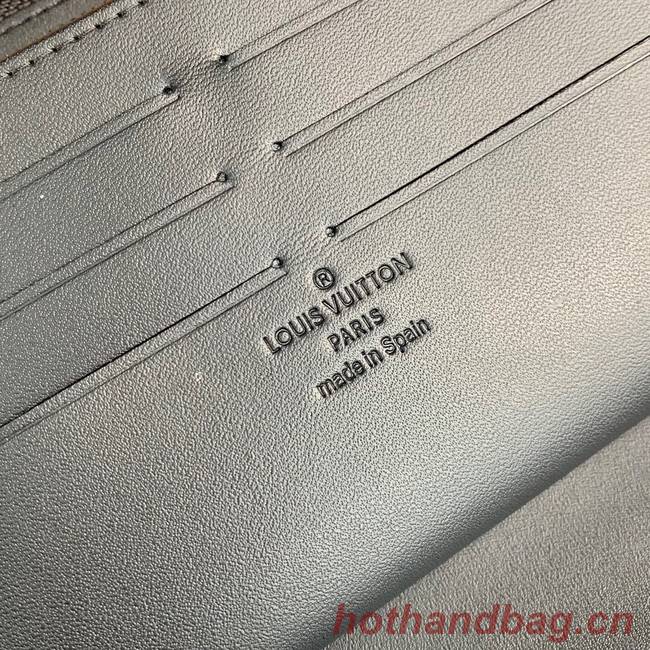 ®
LOUIS VUITTON
PARIS
made in Spain
hothandbag.cn